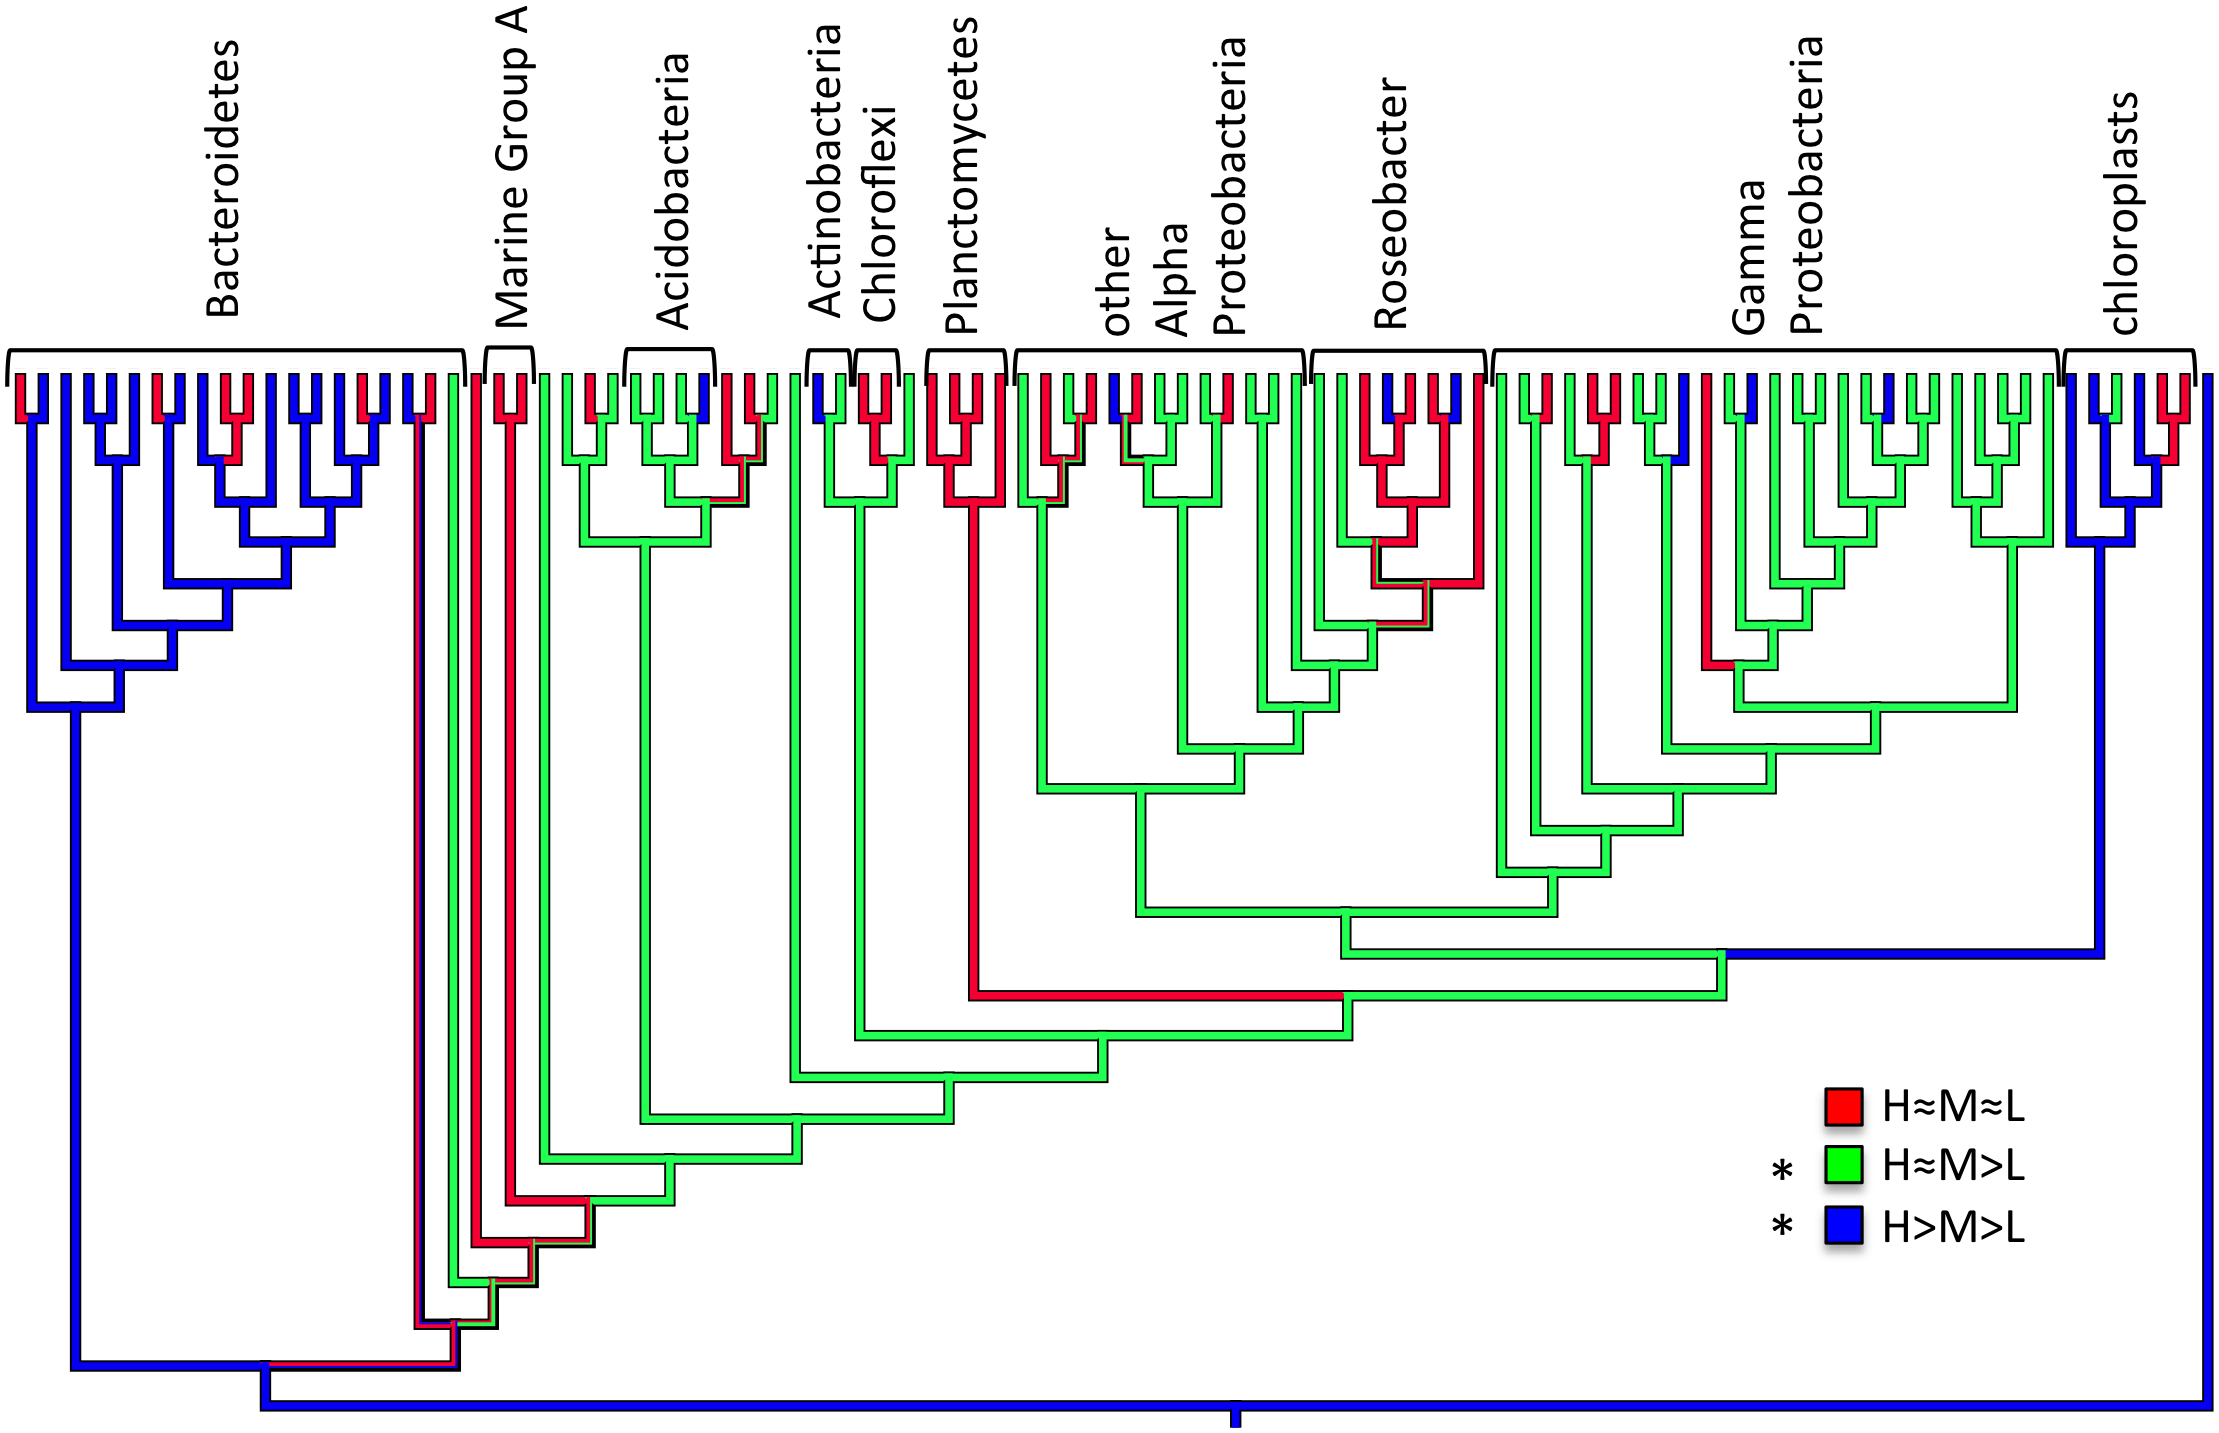 Bacteroidetes
Marine Group A
Acidobacteria
Actinobacteria
Chloroflexi
Planctomycetes
other
Alpha
Proteobacteria
Roseobacter
Gamma
Proteobacteria
chloroplasts
H≈M≈L
* H≈M>L
* H>M>L